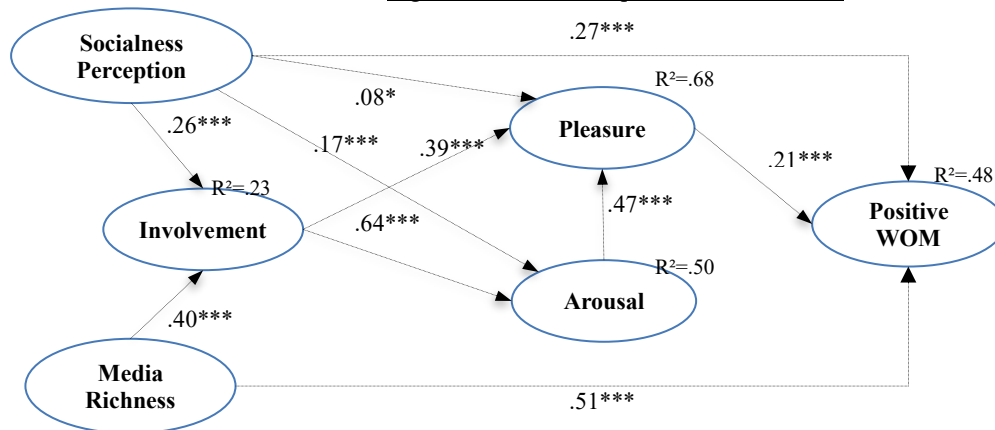 .27***
Socialness
Perception
R²=.68
.08*
Pleasure
.26***
.17***
.39***
.21***
R²=.23
R²=.48
Involvement
.64***
.47***
Positive
WOM
R²=.50
Arousal
.40***
Media
Richness
.51***